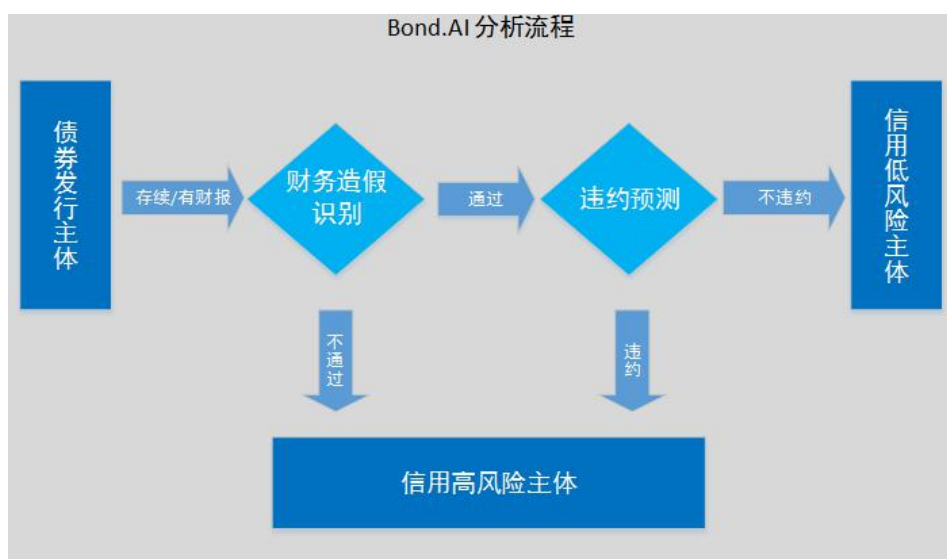 Bond.AI 分析流程
债券发行主体
存续/有财报
财务造假
识别
通过
违约预测
不违约
信用低风险主体
不通过
违约
信用高风险主体